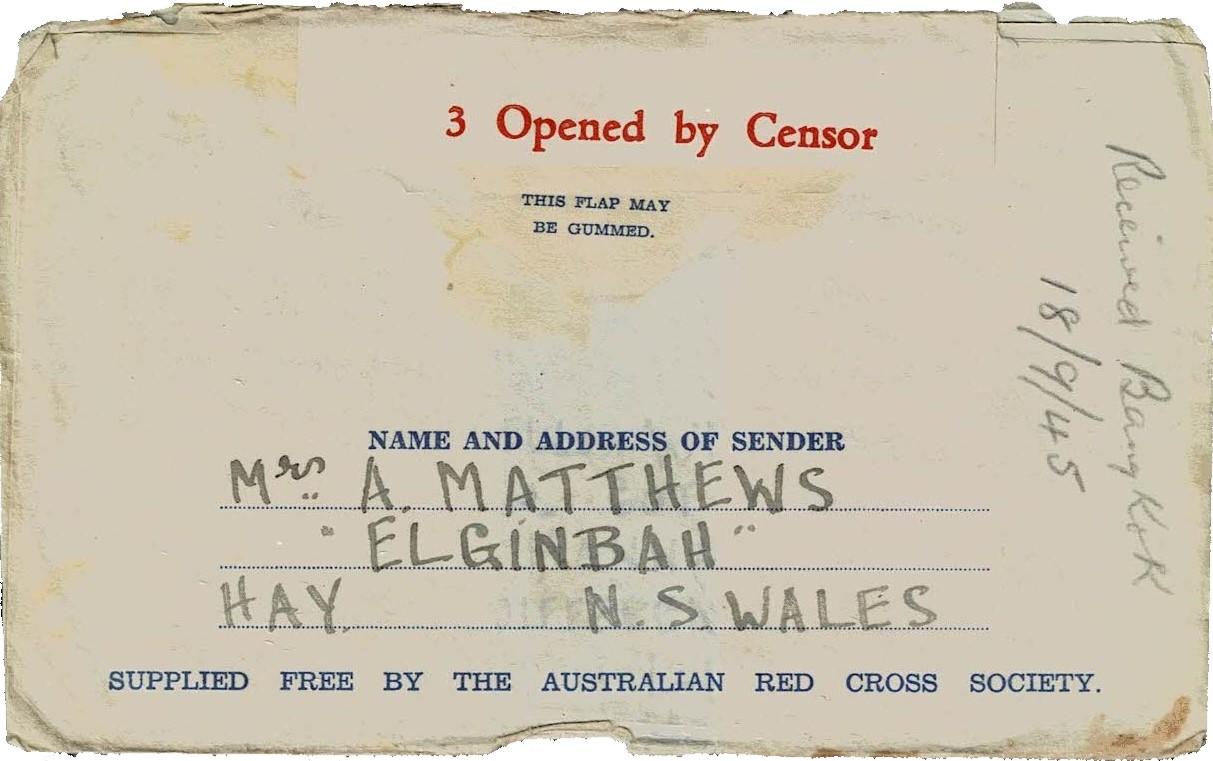 3 Opened by Censor
THIS FLAP MAY
BE GUMMED.
NAME AND ADDRESS OF SENDER
Mrs A. MATTHEWS
"ELGINBAH"
HAY. N.S. WALES
SUPPLIED FREE BY THE AUSTRALIAN RED CROSS SOCIETY.
Received Bangkok
18/9/45